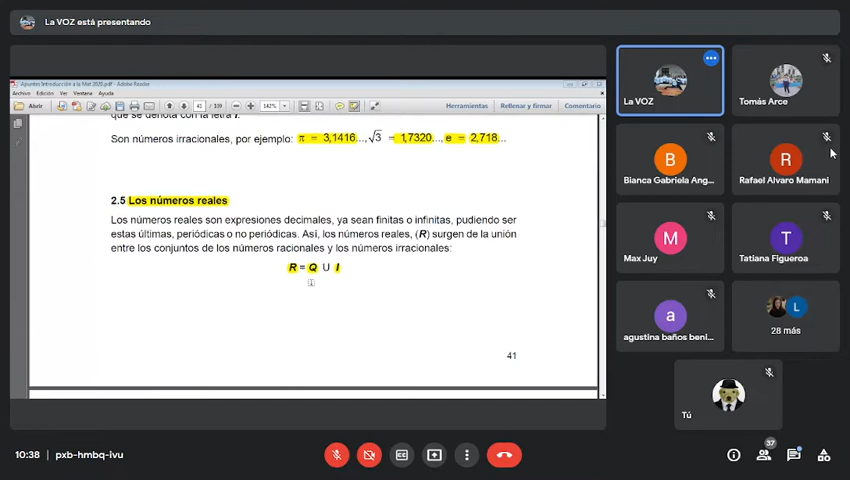 La VOZ está presentando
Apuntes Introducción a la Mat 2020.pdf - Adobe Reader
Archivo Edición Ver Ventana Ayuda
Abrir 41 / 339 142% Herramientas Rellenar y firmar Comentario
que se denota con la letra I.
Son números irracionales, por ejemplo: π = 3,1416..., √3 = 1,7320..., e = 2,718...
2.5 Los números reales
Los números reales son expresiones decimales, ya sean finitas o infinitas, pudiendo ser
estas últimas, periódicas o no periódicas. Así, los números reales, (R) surgen de la unión
entre los conjuntos de los números racionales y los números irracionales:
R = Q U I
41
La VOZ
Tomás Arce
B
Bianca Gabriela Ang...
R
Rafael Alvaro Mamani
M
Max Juy
T
Tatiana Figueroa
a
agustina baños beni...
L
28 más
Tú
10:38 pxb-hmbq-ivu
37